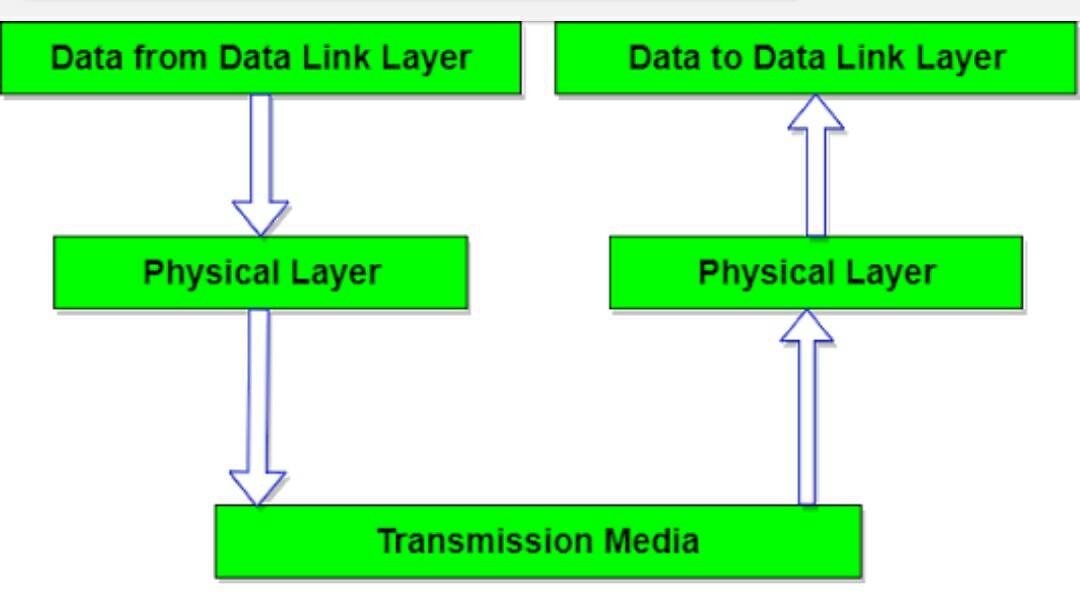 Data from Data Link Layer
Data to Data Link Layer
Physical Layer
Physical Layer
Transmission Media